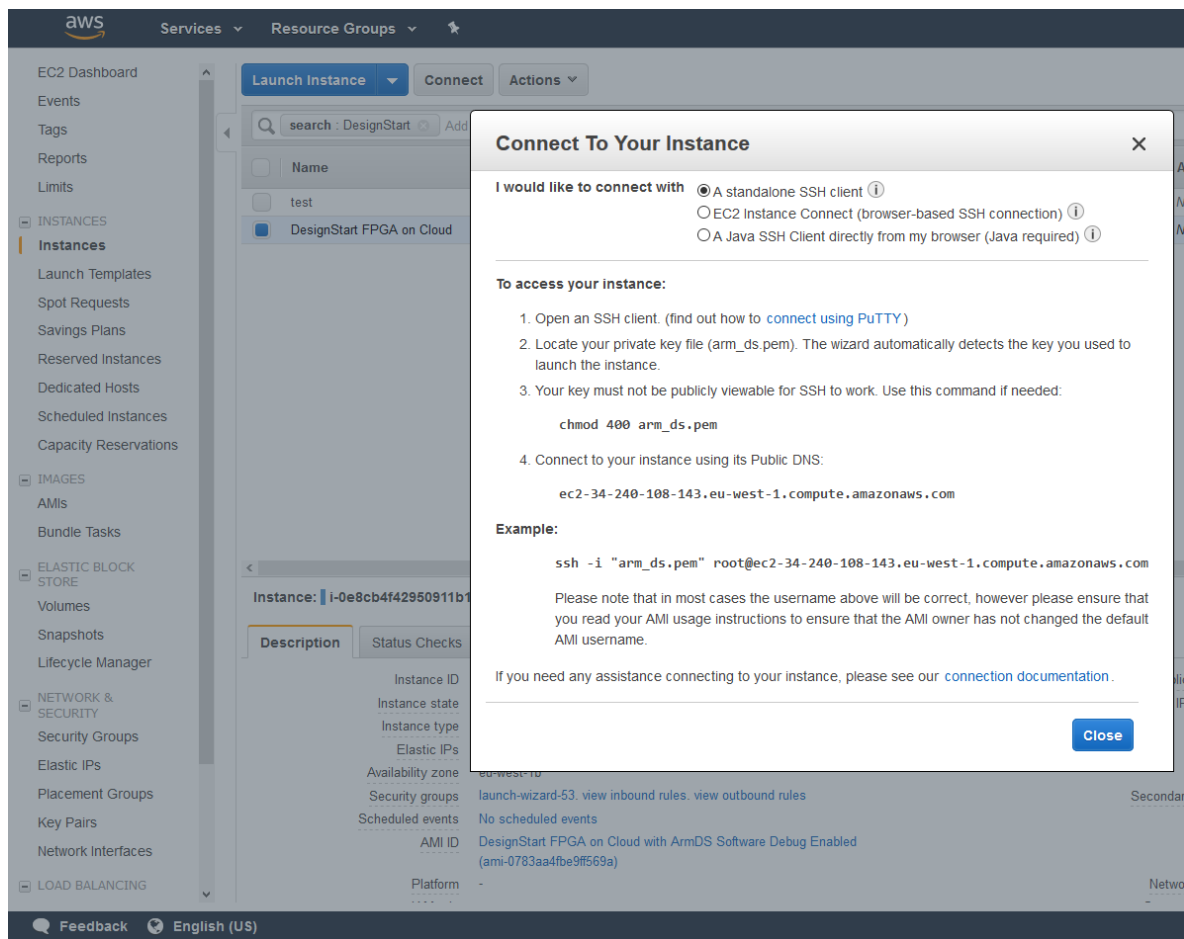 aws
Services
Resource Groups
EC2 Dashboard
Events
Tags
Reports
Limits
INSTANCES
Instances
Launch Templates
Spot Requests
Savings Plans
Reserved Instances
Dedicated Hosts
Scheduled Instances
Capacity Reservations
IMAGES
AMIs
Bundle Tasks
ELASTIC BLOCK
STORE
Volumes
Snapshots
Lifecycle Manager
NETWORK &
SECURITY
Security Groups
Elastic IPs
Placement Groups
Key Pairs
Network Interfaces
LOAD BALANCING
Launch Instance
Connect
Actions
search : DesignStart
Add
Name
test
DesignStart FPGA on Cloud
Connect To Your Instance
I would like to connect with
A standalone SSH client
EC2 Instance Connect (browser-based SSH connection)
A Java SSH Client directly from my browser (Java required)
To access your instance:
1. Open an SSH client. (find out how to connect using PuTTY)
2. Locate your private key file (arm_ds.pem). The wizard automatically detects the key you used to
launch the instance.
3. Your key must not be publicly viewable for SSH to work. Use this command if needed:
chmod 400 arm_ds.pem
4. Connect to your instance using its Public DNS:
ec2-34-240-108-143.eu-west-1.compute.amazonaws.com
Example:
ssh -i "arm_ds.pem" root@ec2-34-240-108-143.eu-west-1.compute.amazonaws.com
Please note that in most cases the username above will be correct, however please ensure that
you read your AMI usage instructions to ensure that the AMI owner has not changed the default
AMI username.
If you need any assistance connecting to your instance, please see our connection documentation.
Close
Instance: i-0e8cb4f42950911b1
Description
Status Checks
Instance ID
Instance state
Instance type
Elastic IPs
Availability zone eu-west-1b
Security groups launch-wizard-53. view inbound rules. view outbound rules
Scheduled events No scheduled events
AMI ID DesignStart FPGA on Cloud with ArmDS Software Debug Enabled
(ami-0783aa4fbe9ff569a)
Platform -
Feedback
English (US)